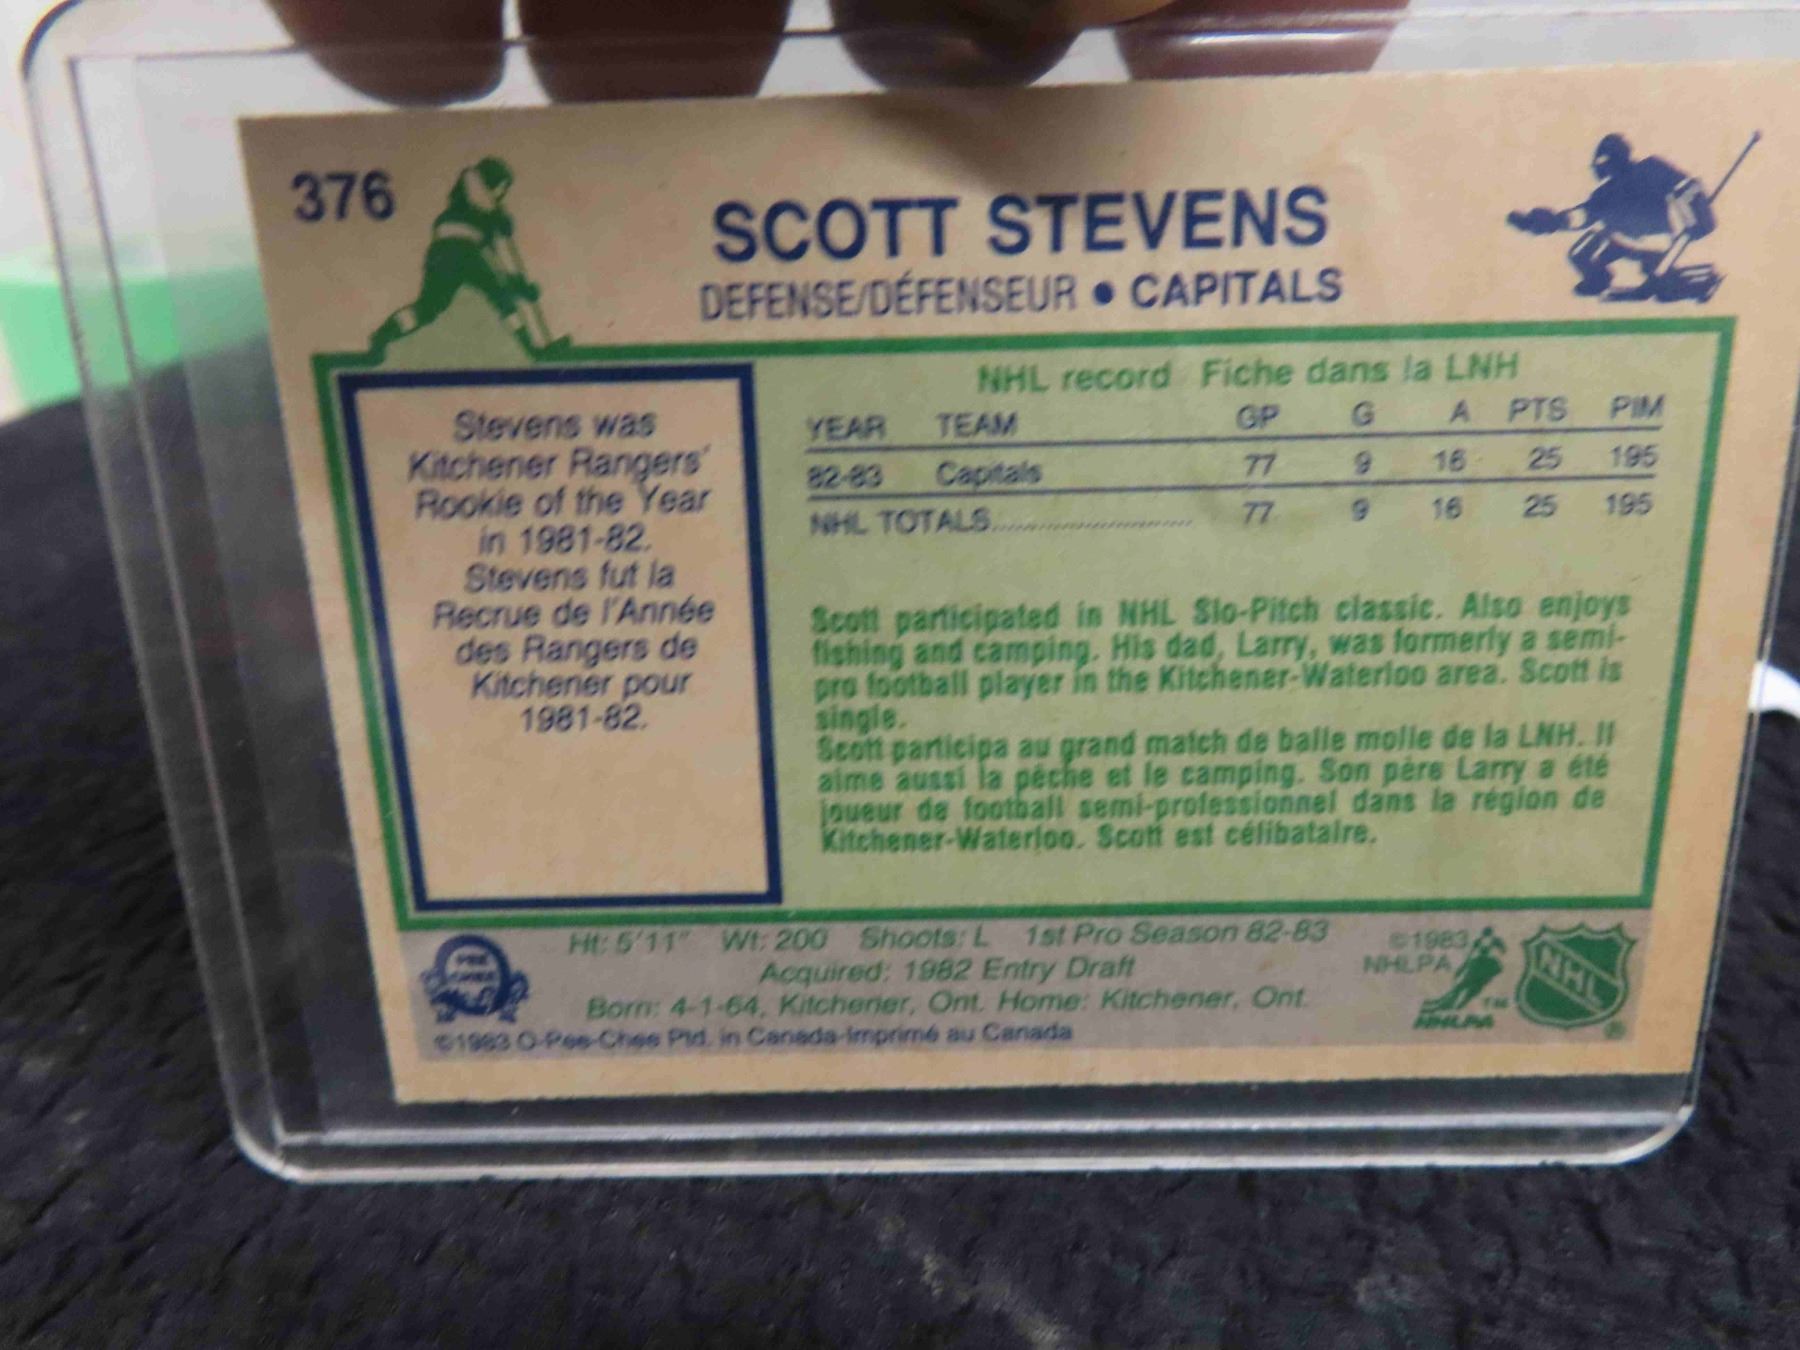 376
SCOTT STEVENS
DEFENSE/DÉFENSEUR • CAPITALS
Stevens was
Kitchener Rangers'
Rookie of the Year
in 1981-82.
Stevens fut la
Recrue de l'Année
des Rangers de
Kitchener pour
1981-82.
NHL record Fiche dans la LNH
YEAR TEAM GP G A PTS PIM
82-83 Capitals 77 9 16 25 195
NHL TOTALS............................ 77 9 16 25 195
Scott participated in NHL Slo-Pitch classic. Also enjoys
fishing and camping. His dad, Larry, was formerly a semi-
pro football player in the Kitchener-Waterloo area. Scott is
single.
Scott participa au grand match de balle molle de la LNH. Il
aime aussi la pêche et le camping. Son père Larry a été
joueur de football semi-professionnel dans la région de
Kitchener-Waterloo. Scott est célibataire.
Ht: 5'11" Wt: 200 Shoots: L 1st Pro Season 82-83
Acquired: 1982 Entry Draft
Born: 4-1-64, Kitchener, Ont. Home: Kitchener, Ont.
©1983 O-Pee-Chee Ptd. in Canada-Imprimé au Canada
PEE
CHEE
©1983
NHLPA
TM
NHLPA
NHL
®